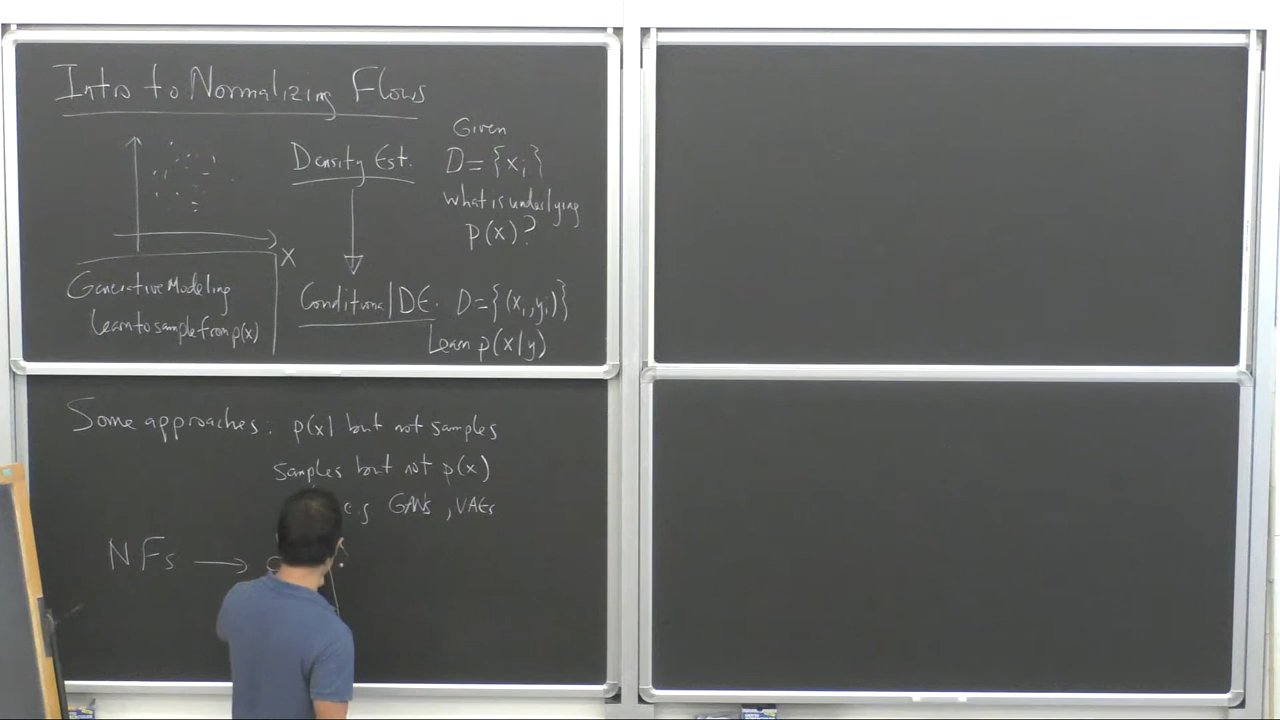 Intro to Normalizing Flows
Density Est.
Given
D = {xᵢ}
what is underlying
p(x)?
x
Generative Modeling
learn to sample from p(x)
Conditional DE. D = {(xᵢ, yᵢ)}
Learn p(x|y)
Some approaches: p(x) but not samples
samples but not p(x)
e.g GANs, VAEs
NFs →